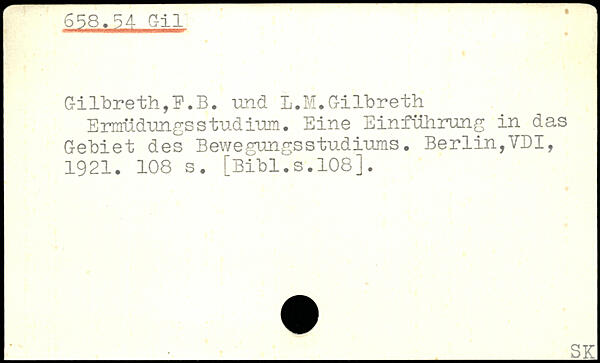 658.54 Gil
Gilbreth,F.B. und L.M.Gilbreth
Ermüdungsstudium. Eine Einführung in das
Gebiet des Bewegungsstudiums. Berlin,VDI,
1921. 108 s. [Bibl.s.108].
SK